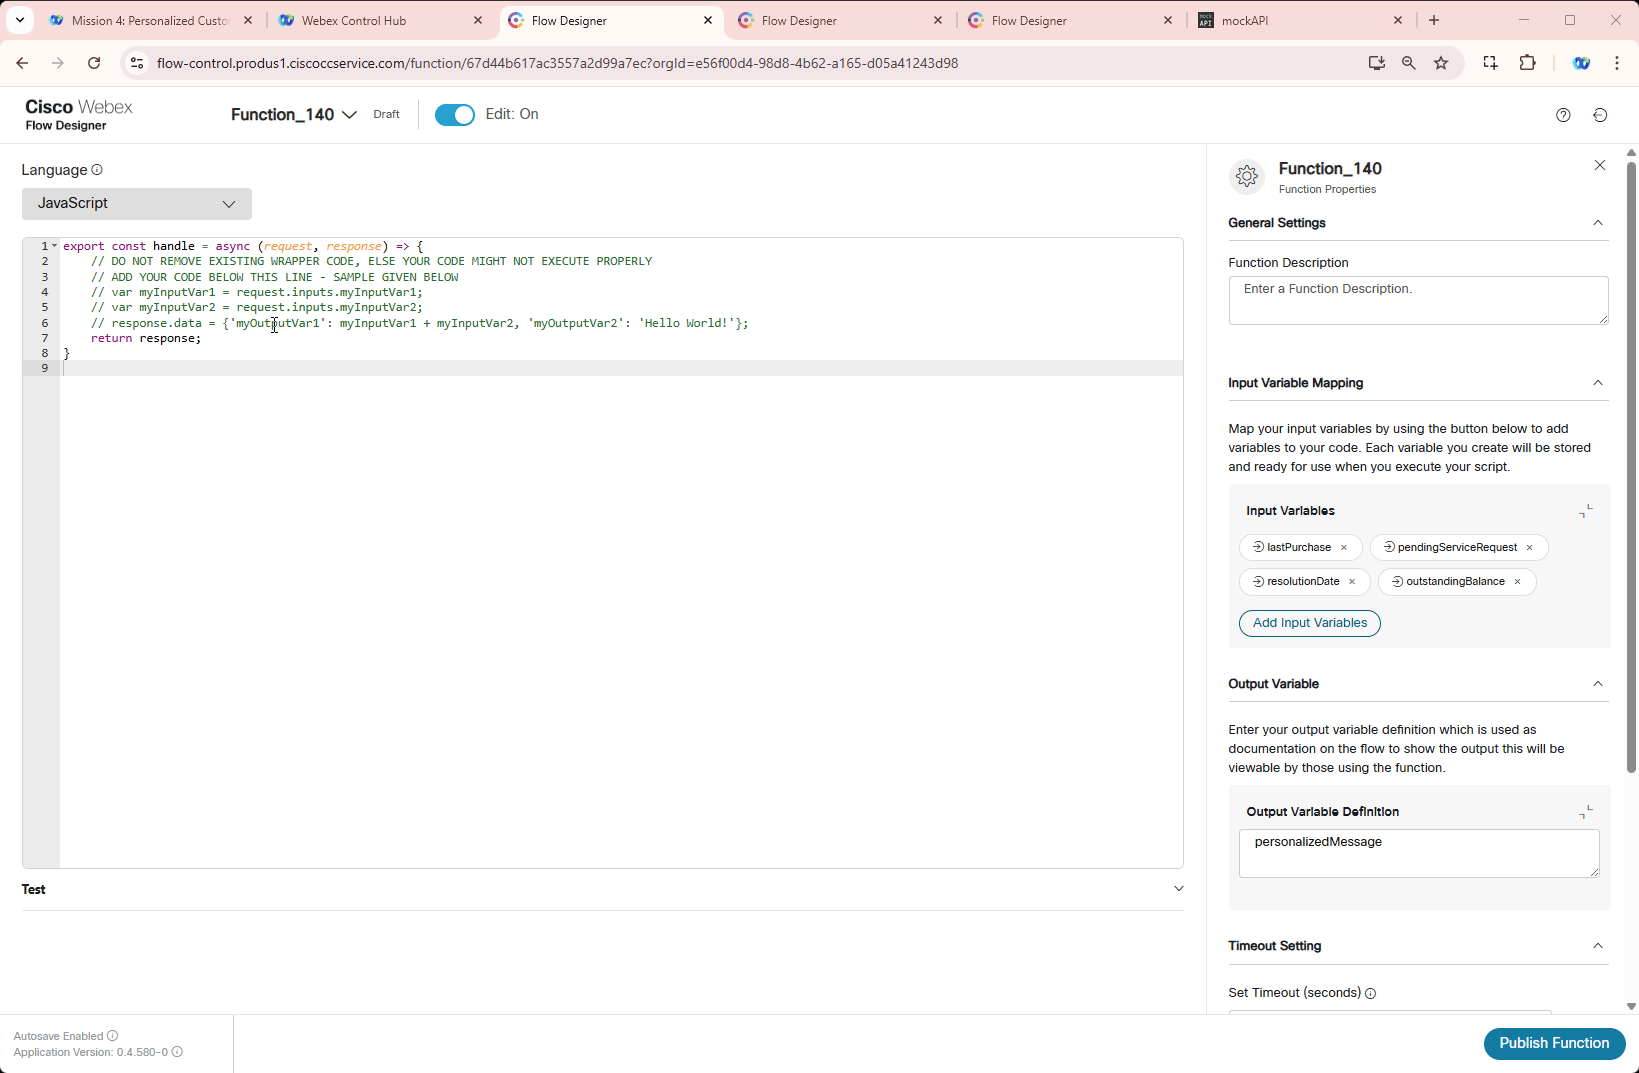 Mission 4: Personalized Custo
Webex Control Hub
Flow Designer
Flow Designer
Flow Designer
mock API
mockAPI
flow-control.produs1.ciscoccservice.com/function/67d44b617ac3557a2d99a7ec?orgId=e56f00d4-98d8-4b62-a165-d05a41243d98
Cisco Webex
Flow Designer
Function_140
Draft
Edit: On
Language
JavaScript
1 export const handle = async (request, response) => {
2 // DO NOT REMOVE EXISTING WRAPPER CODE, ELSE YOUR CODE MIGHT NOT EXECUTE PROPERLY
3 // ADD YOUR CODE BELOW THIS LINE - SAMPLE GIVEN BELOW
4 // var myInputVar1 = request.inputs.myInputVar1;
5 // var myInputVar2 = request.inputs.myInputVar2;
6 // response.data = {'myOutputVar1': myInputVar1 + myInputVar2, 'myOutputVar2': 'Hello World!'};
7 return response;
8 }
9
Test
Function_140
Function Properties
General Settings
Function Description
Enter a Function Description.
Input Variable Mapping
Map your input variables by using the button below to add
variables to your code. Each variable you create will be stored
and ready for use when you execute your script.
Input Variables
lastPurchase ×
pendingServiceRequest ×
resolutionDate ×
outstandingBalance ×
Add Input Variables
Output Variable
Enter your output variable definition which is used as
documentation on the flow to show the output this will be
viewable by those using the function.
Output Variable Definition
personalizedMessage
Timeout Setting
Set Timeout (seconds)
Autosave Enabled
Application Version: 0.4.580-0
Publish Function